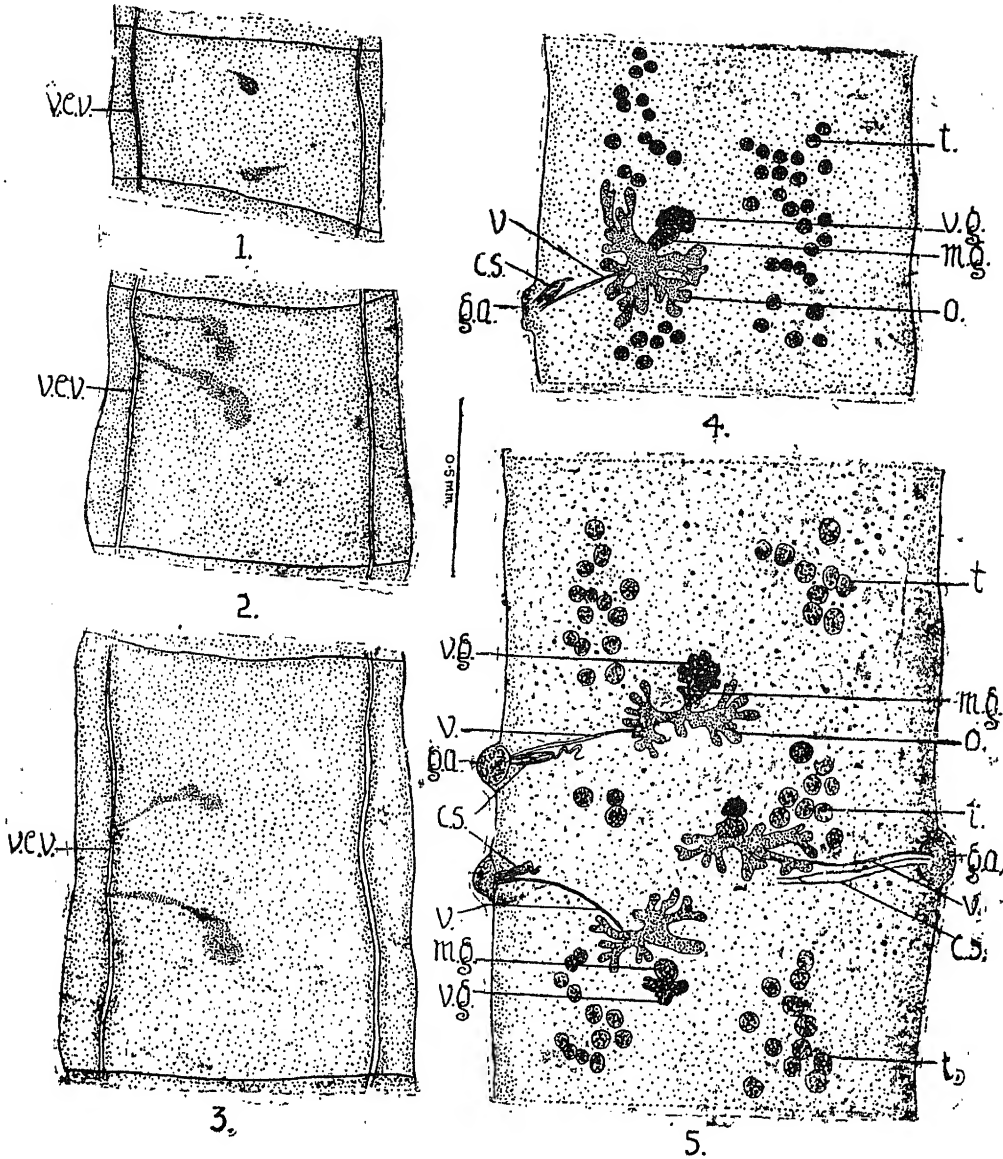 v.e.v.
1.
v.e.v.
2.
v.e.v.
3.
0·5 mm.
t.
v.g.
m.g.
o.
v
c.s.
g.a.
4.
t
v.g.
m.g.
o.
v.
g.a.
c.s.
t.
g.a.
v.
c.s.
v
m.g.
v.g
t.
5.